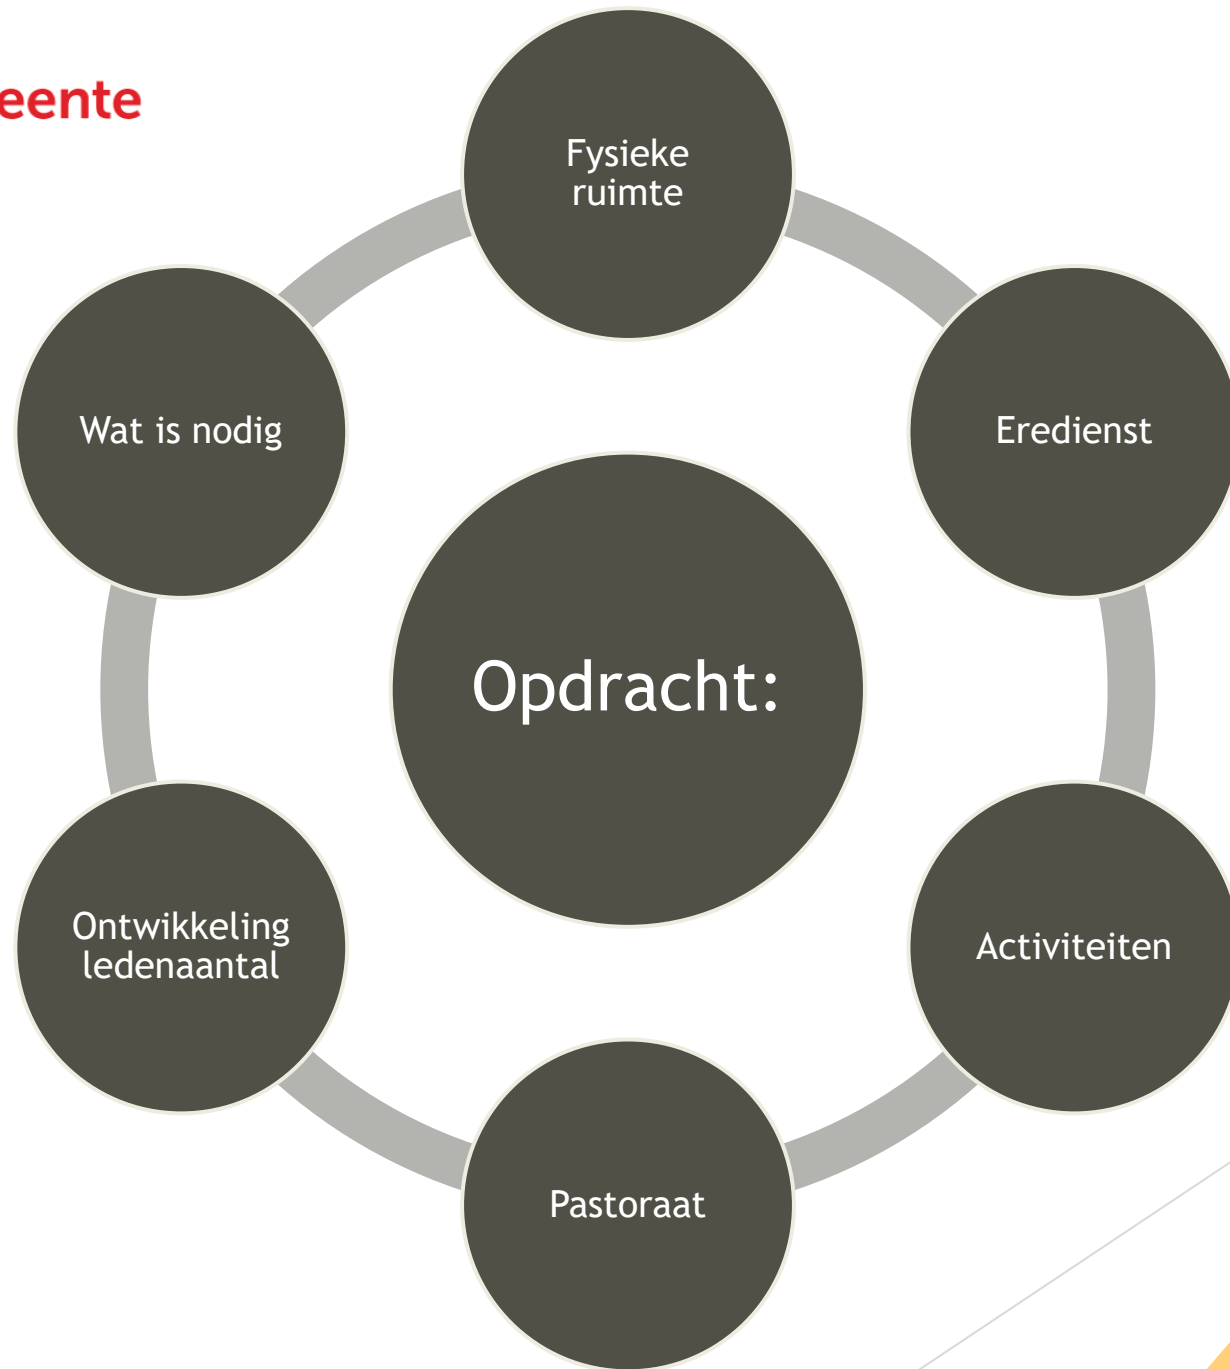 eente
Fysieke
ruimte
Wat is nodig
Eredienst
Opdracht:
Ontwikkeling
ledenaantal
Activiteiten
Pastoraat